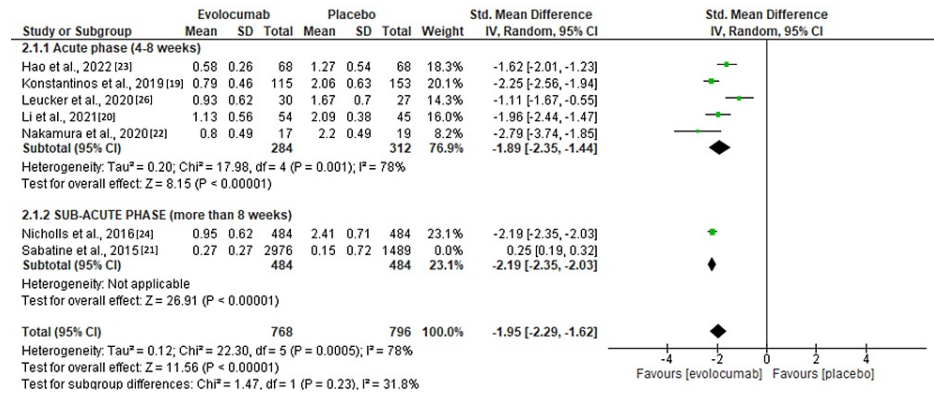 Evolocumab Placebo Std. Mean Difference Std. Mean Difference
Study or Subgroup Mean SD Total Mean SD Total Weight IV, Random, 95% CI IV, Random, 95% CI
2.1.1 Acute phase (4-8 weeks)
Hao et al., 2022 [23] 0.58 0.26 68 1.27 0.54 68 18.3% -1.62 [-2.01, -1.23]
Konstantinos et al., 2019 [19] 0.79 0.46 115 2.06 0.63 153 20.1% -2.25 [-2.56, -1.94]
Leucker et al., 2020 [26] 0.93 0.62 30 1.67 0.7 27 14.3% -1.11 [-1.67, -0.55]
Li et al., 2021 [20] 1.13 0.56 54 2.09 0.38 45 16.0% -1.96 [-2.44, -1.47]
Nakamura et al., 2020 [22] 0.8 0.49 17 2.2 0.49 19 8.2% -2.79 [-3.74, -1.85]
Subtotal (95% CI) 284 312 76.9% -1.89 [-2.35, -1.44]
Heterogeneity: Tau² = 0.20; Chi² = 17.98, df = 4 (P = 0.001); I² = 78%
Test for overall effect: Z = 8.15 (P < 0.00001)
2.1.2 SUB-ACUTE PHASE (more than 8 weeks)
Nicholls et al., 2016 [24] 0.95 0.62 484 2.41 0.71 484 23.1% -2.19 [-2.35, -2.03]
Sabatine et al., 2015 [21] 0.27 0.27 2976 0.15 0.72 1489 0.0% 0.25 [0.19, 0.32]
Subtotal (95% CI) 484 484 23.1% -2.19 [-2.35, -2.03]
Heterogeneity: Not applicable
Test for overall effect: Z = 26.91 (P < 0.00001)
Total (95% CI) 768 796 100.0% -1.95 [-2.29, -1.62]
Heterogeneity: Tau² = 0.12; Chi² = 22.30, df = 5 (P = 0.0005); I² = 78%
Test for overall effect: Z = 11.56 (P < 0.00001)
Test for subgroup differences: Chi² = 1.47, df = 1 (P = 0.23), I² = 31.8%
-4 -2 0 2 4
Favours [evolocumab] Favours [placebo]